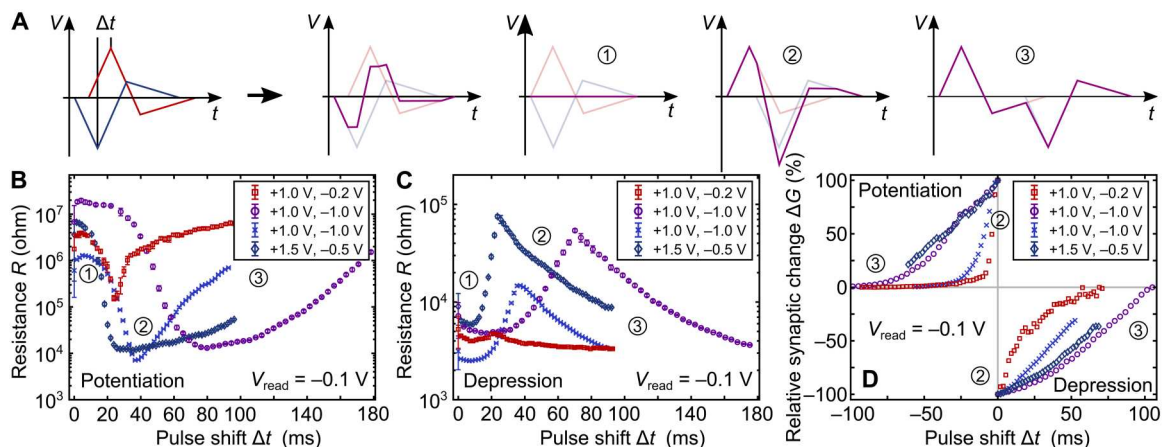 A
V
Δt
t
V
t
V
①
t
V
②
t
V
③
t
B
Resistance R (ohm)
10⁷
10⁶
10⁵
10⁴
10³
+1.0 V, –0.2 V
+1.0 V, –1.0 V
+1.0 V, –1.0 V
+1.5 V, –0.5 V
①
②
③
Potentiation
V_read = –0.1 V
0 20 40 60 80 100 120 140 180
Pulse shift Δt (ms)
C
Resistance R (ohm)
10⁵
10⁴
10³
+1.0 V, –0.2 V
+1.0 V, –1.0 V
+1.0 V, –1.0 V
+1.5 V, –0.5 V
①
②
③
Depression
V_read = –0.1 V
0 20 40 60 80 100 120 140 180
Pulse shift Δt (ms)
Relative synaptic change ΔG (%)
100
75
50
25
0
–25
–50
–75
–100
Potentiation
+1.0 V, –0.2 V
+1.0 V, –1.0 V
+1.0 V, –1.0 V
+1.5 V, –0.5 V
②
③
V_read = –0.1 V
③
②
D
Depression
–100 –50 0 50 100
Pulse shift Δt (ms)